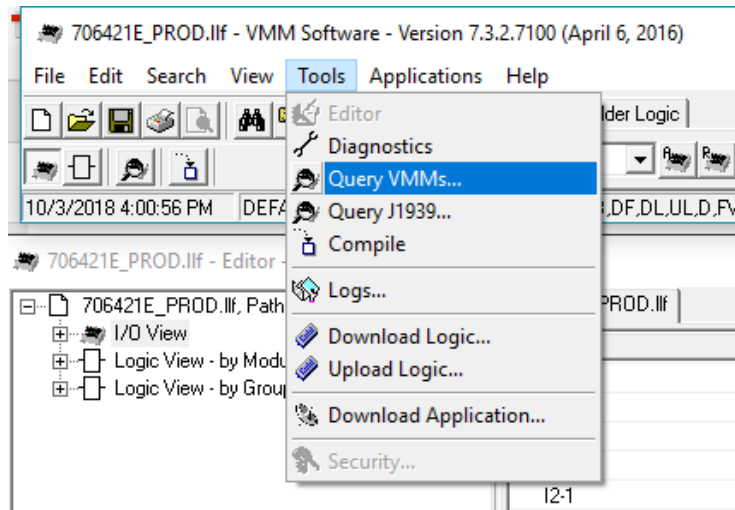 706421E_PROD.llf - VMM Software - Version 7.3.2.7100 (April 6, 2016)
File Edit Search View Tools Applications Help
Editor
lder Logic
Diagnostics
Query VMMs...
10/3/2018 4:00:56 PM DEFA
,DF,DL,UL,D,FV
Query J1939...
Compile
706421E_PROD.llf - Editor -
Logs...
706421E_PROD.llf, Path
PROD.llf
I/O View
Download Logic...
Logic View - by Modu
Upload Logic...
Logic View - by Grou
Download Application...
Security...
I2-1